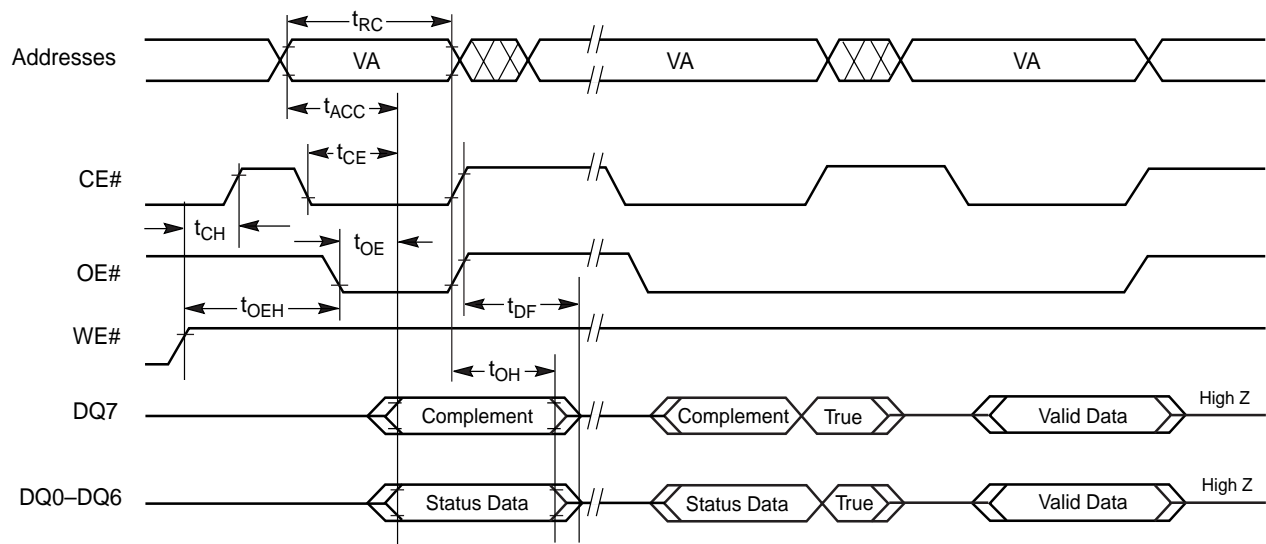 tRC
Addresses VA VA VA
tACC
tCE
CE#
tCH
tOE
OE#
tOEH tDF
WE#
tOH
DQ7 Complement Complement True Valid Data High Z
DQ0–DQ6 Status Data Status Data True Valid Data High Z